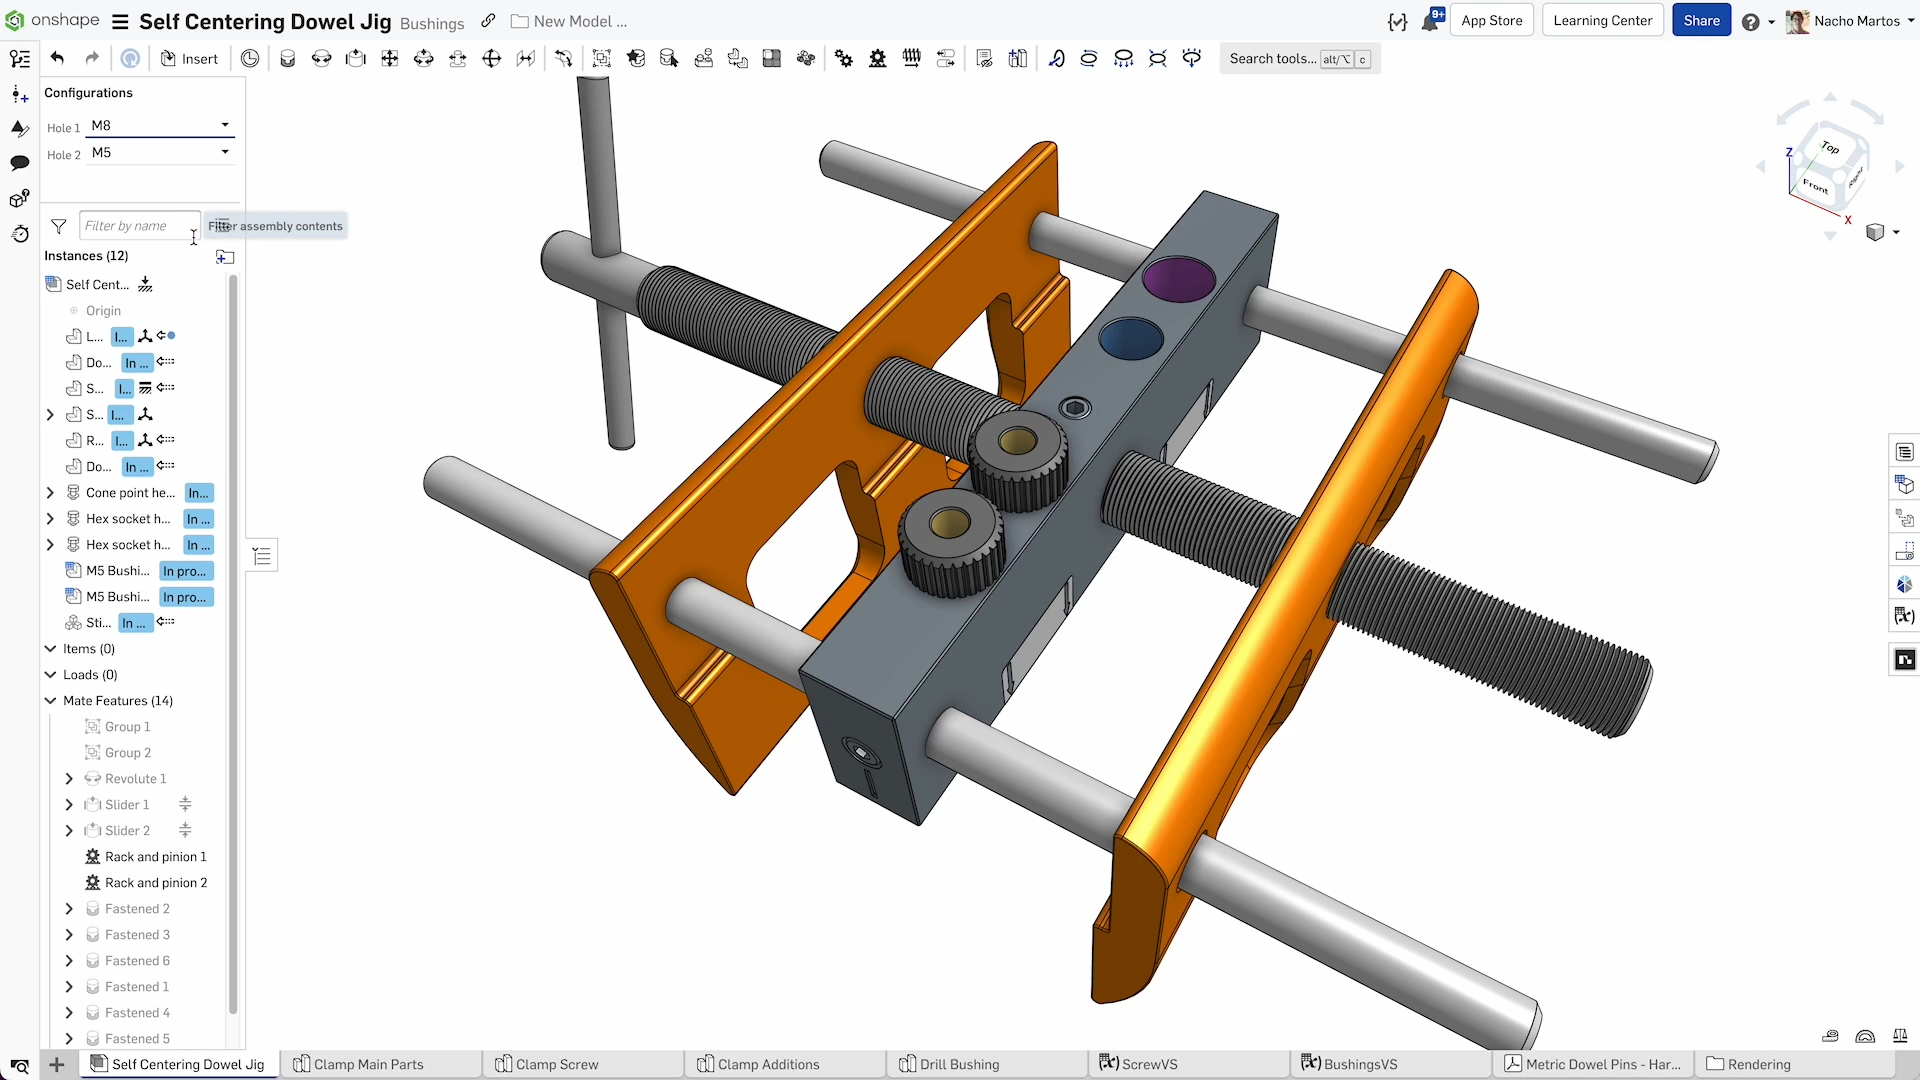 onshape
Self Centering Dowel Jig
Bushings
New Model ...
9+
App Store
Learning Center
Share
Nacho Martos
Insert
Search tools... alt/⌥ c
Configurations
Hole 1 M8
Hole 2 M5
Filter by name
Filter assembly contents
Instances (12)
Self Cent...
Origin
L... I...
Do... In ...
S... I...
S... I...
R... I...
Do... In ...
Cone point he... In...
Hex socket h... In ...
Hex socket h... In ...
M5 Bushi... In pro...
M5 Bushi... In pro...
Sti... In ...
Items (0)
Loads (0)
Mate Features (14)
Group 1
Group 2
Revolute 1
Slider 1
Slider 2
Rack and pinion 1
Rack and pinion 2
Fastened 2
Fastened 3
Fastened 6
Fastened 1
Fastened 4
Fastened 5
Z
Top
Front
Right
X
Self Centering Dowel Jig
Clamp Main Parts
Clamp Screw
Clamp Additions
Drill Bushing
ScrewVS
BushingsVS
Metric Dowel Pins - Har...
Rendering